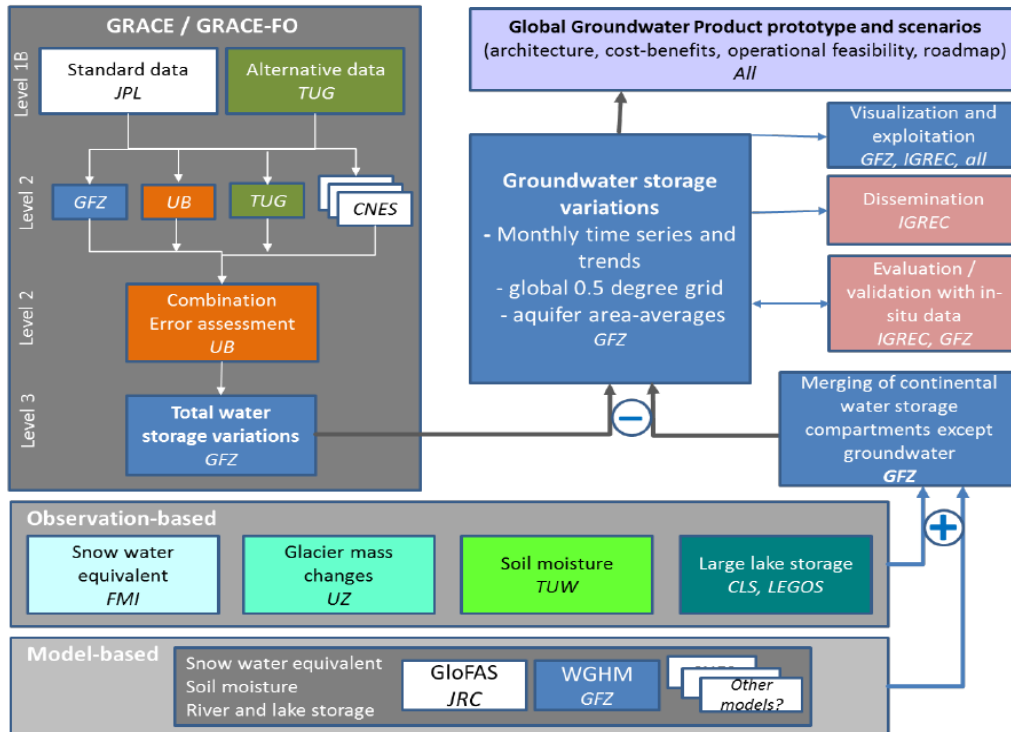 GRACE / GRACE-FO
Level 1B
Standard data
JPL
Alternative data
TUG
Level 2
GFZ
UB
TUG
CNES
Level 2
Combination
Error assessment
UB
Level 3
Total water
storage variations
GFZ
Global Groundwater Product prototype and scenarios
(architecture, cost-benefits, operational feasibility, roadmap)
All
Groundwater storage
variations
- Monthly time series and
trends
- global 0.5 degree grid
- aquifer area-averages
GFZ
Visualization and
exploitation
GFZ, IGREC, all
Dissemination
IGREC
Evaluation /
validation with in-
situ data
IGREC, GFZ
−
Merging of continental
water storage
compartments except
groundwater
GFZ
+
Observation-based
Snow water
equivalent
FMI
Glacier mass
changes
UZ
Soil moisture
TUW
Large lake storage
CLS, LEGOS
Model-based
Snow water equivalent
Soil moisture
River and lake storage
GloFAS
JRC
WGHM
GFZ
Other
models?